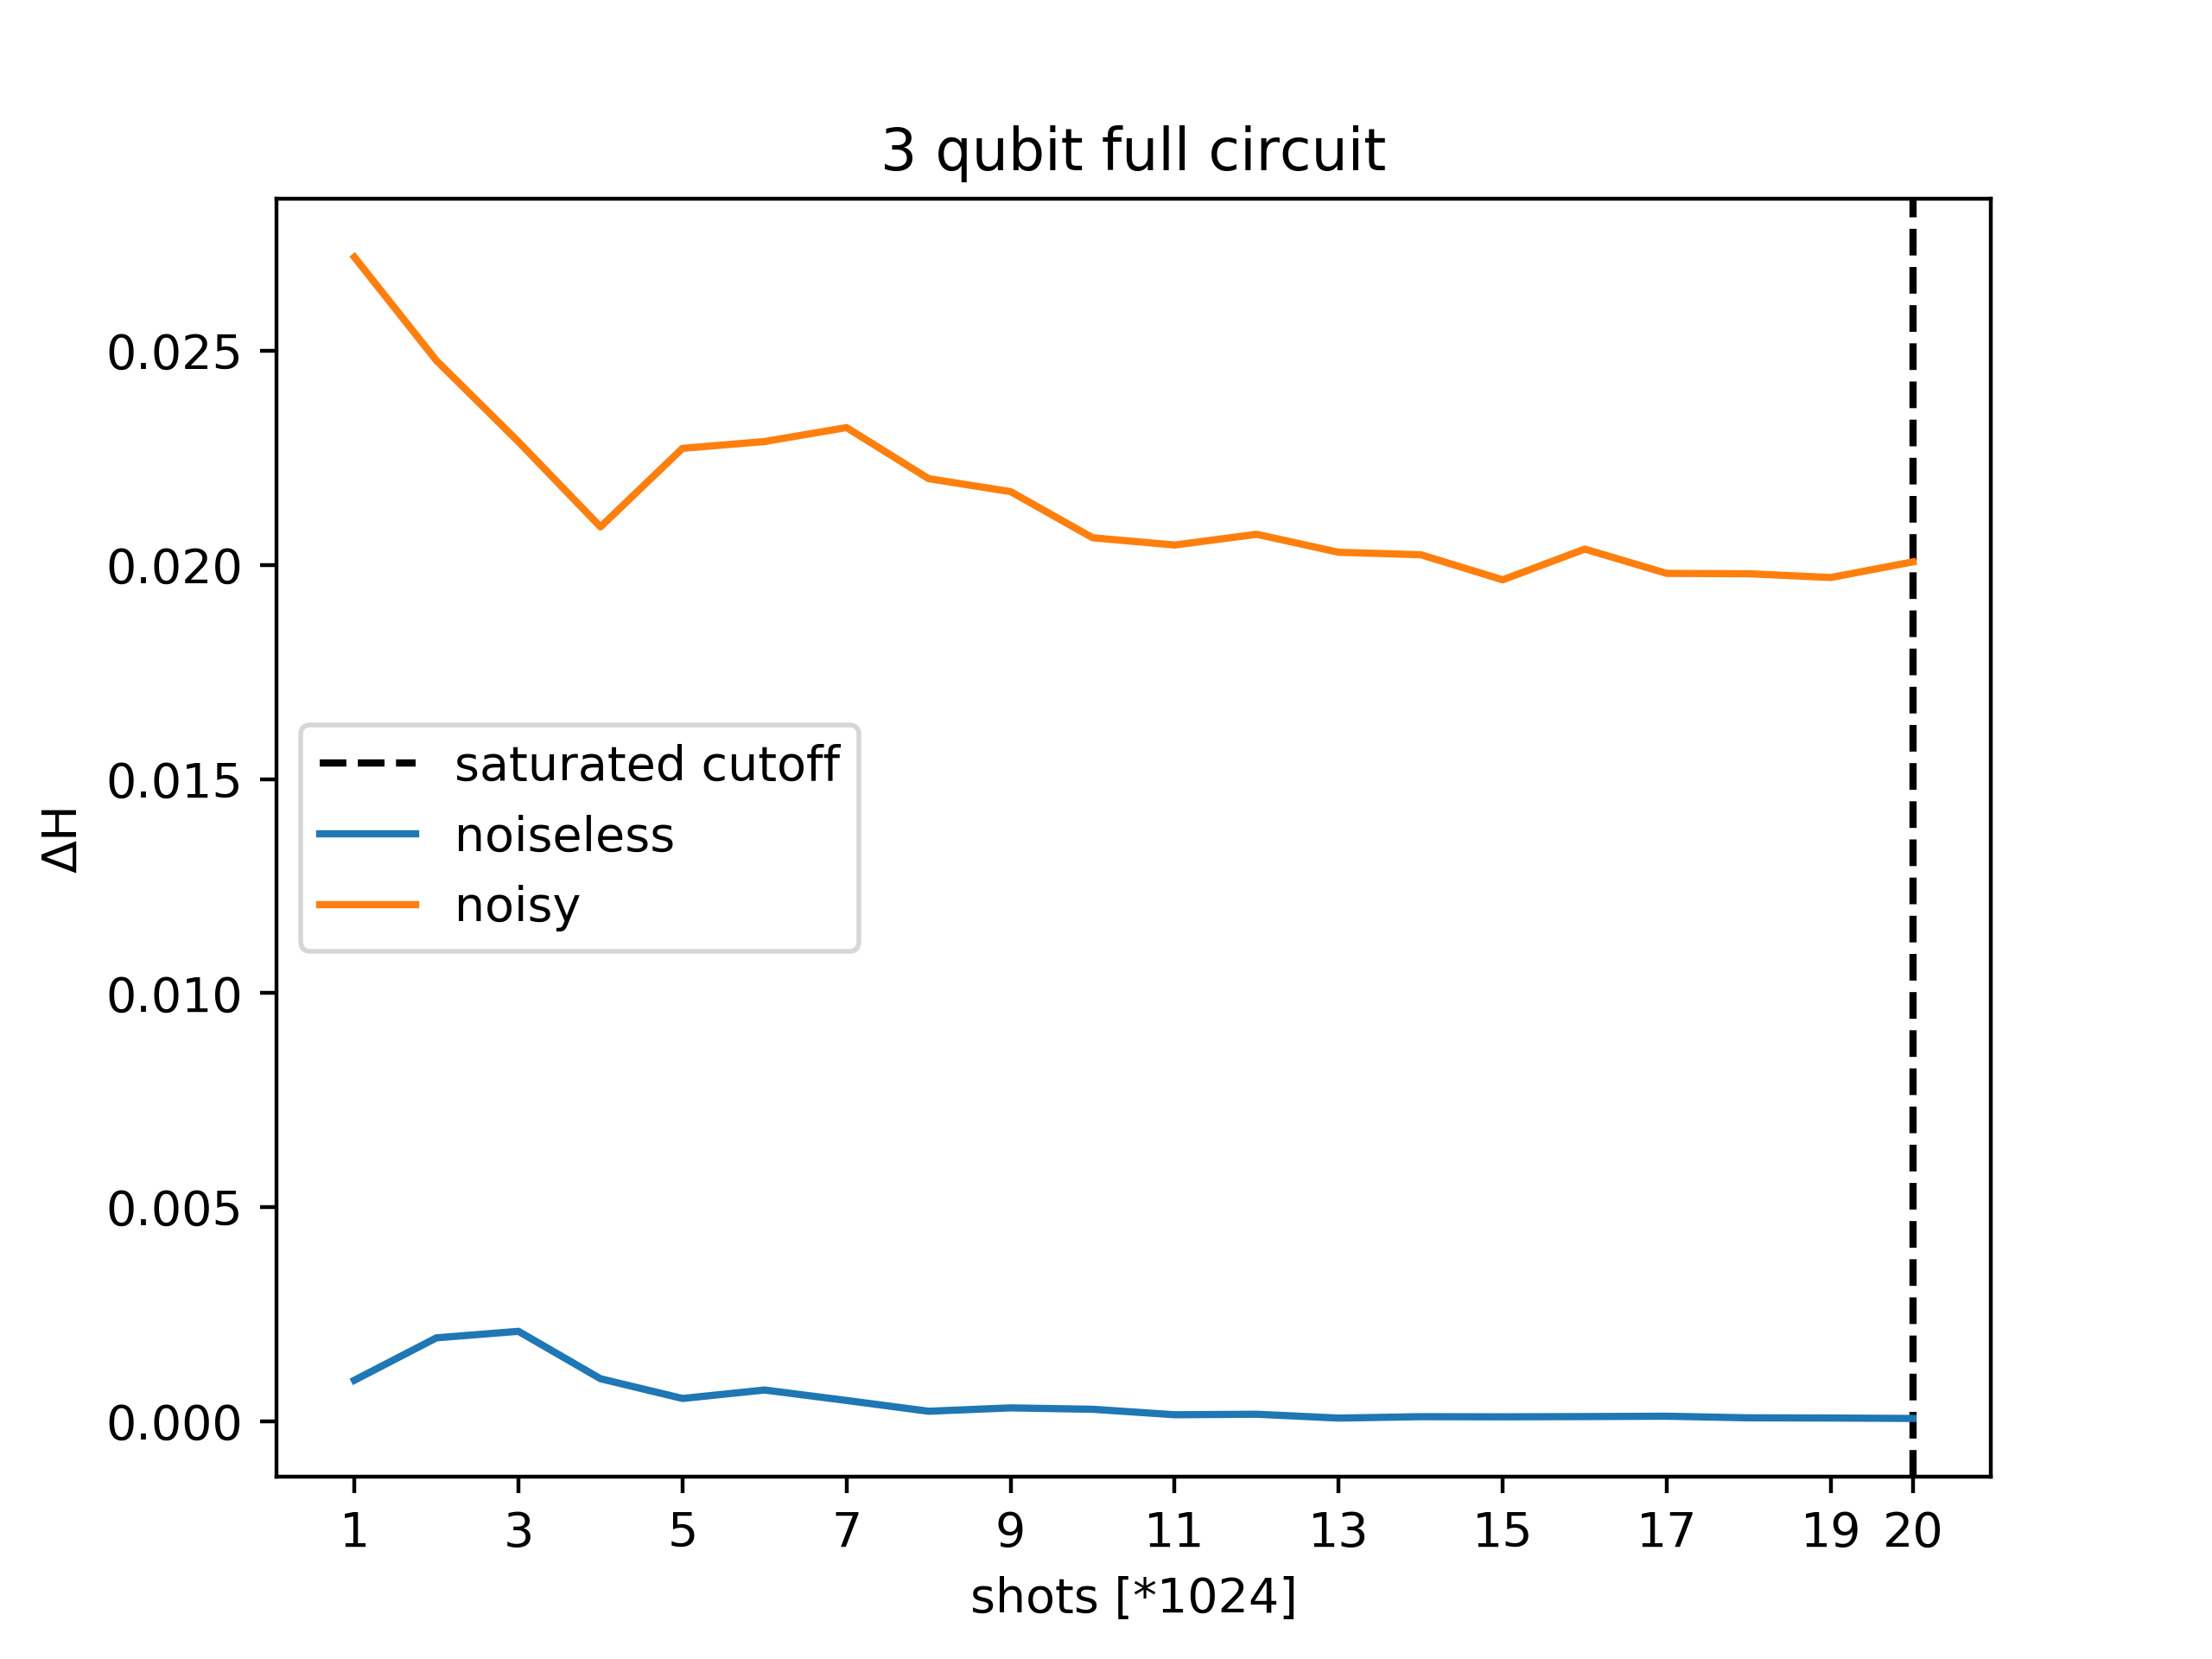 3 qubit full circuit
0.025
0.020
0.015
0.010
0.005
0.000
ΔH
saturated cutoff
noiseless
noisy
1 3 5 7 9 11 13 15 17 19 20
shots [*1024]